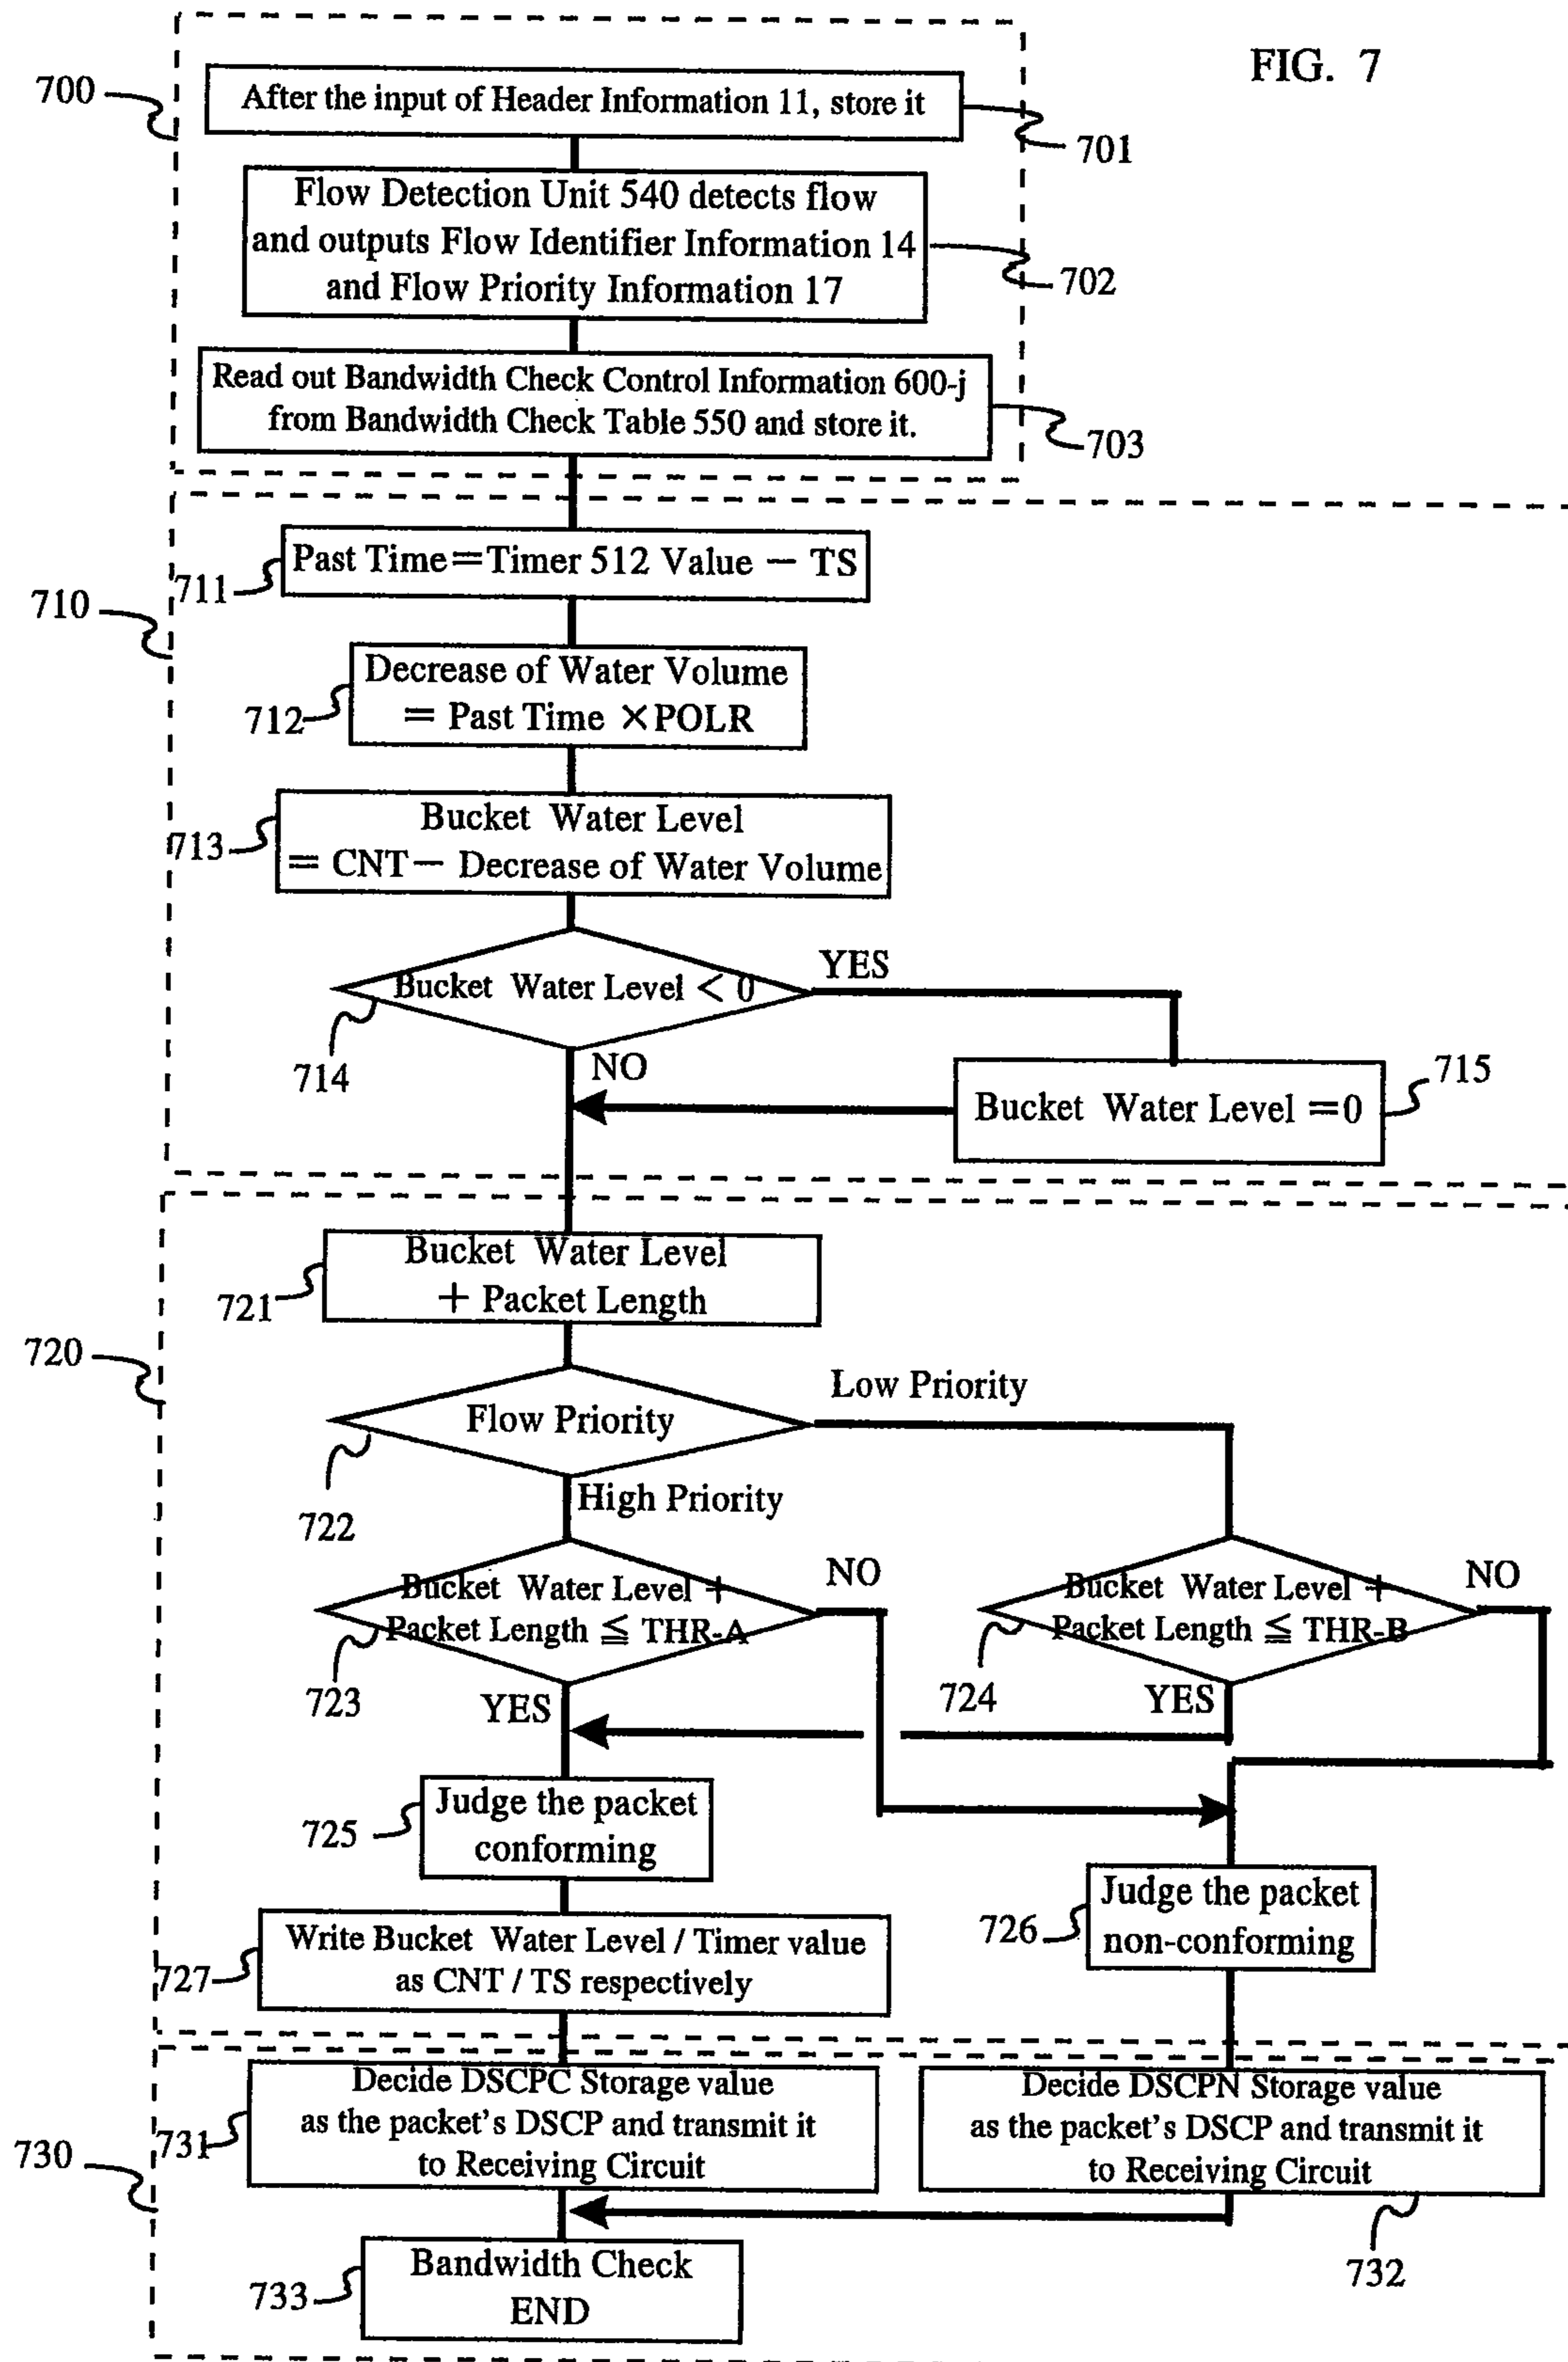 FIG. 7
700
After the input of Header Information 11, store it
701
Flow Detection Unit 540 detects flow
and outputs Flow Identifier Information 14
and Flow Priority Information 17
702
Read out Bandwidth Check Control Information 600-j
from Bandwidth Check Table 550 and store it.
703
710
711
Past Time=Timer 512 Value − TS
712
Decrease of Water Volume
= Past Time ×POLR
713
Bucket Water Level
= CNT− Decrease of Water Volume
Bucket Water Level < 0
YES
714
NO
Bucket Water Level =0
715
720
721
Bucket Water Level
+ Packet Length
Flow Priority
Low Priority
722
High Priority
Bucket Water Level +
Packet Length ≦ THR-A
NO
723
YES
Bucket Water Level +
Packet Length ≦ THR-B
NO
724
YES
725
Judge the packet
conforming
726
Judge the packet
non-conforming
727
Write Bucket Water Level / Timer value
as CNT / TS respectively
730
731
Decide DSCPC Storage value
as the packet's DSCP and transmit it
to Receiving Circuit
Decide DSCPN Storage value
as the packet's DSCP and transmit it
to Receiving Circuit
732
733
Bandwidth Check
END